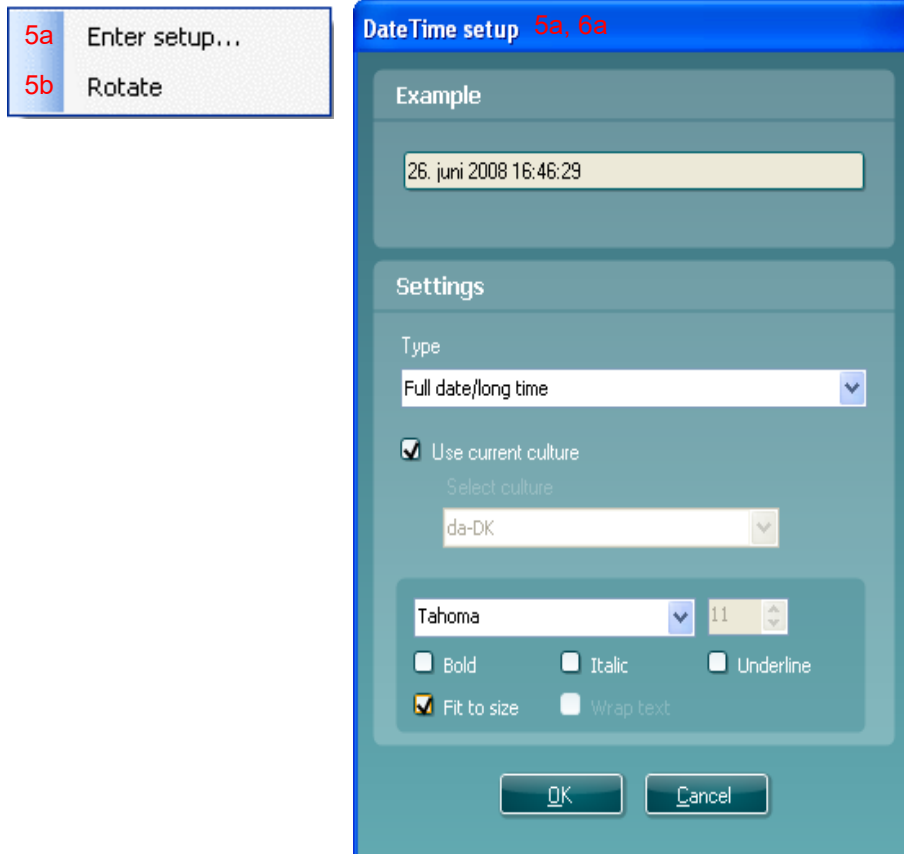 5a Enter setup...
5b Rotate
DateTime setup 5a, 6a
Example
26. juni 2008 16:46:29
Settings
Type
Full date/long time
Use current culture
Select culture
da-DK
Tahoma 11
Bold Italic Underline
Fit to size Wrap text
OK Cancel